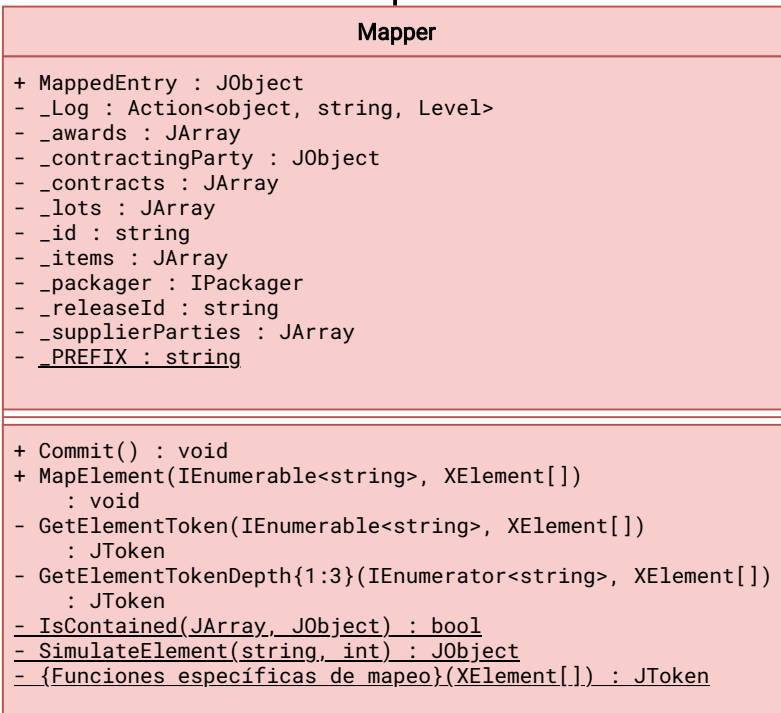 Mapper
+ MappedEntry : JObject
- _Log : Action<object, string, Level>
- _awards : JArray
- _contractingParty : JObject
- _contracts : JArray
- _lots : JArray
- _id : string
- _items : JArray
- _packager : IPackager
- _releaseId : string
- _supplierParties : JArray
- _PREFIX : string
+ Commit() : void
+ MapElement(IEnumerable<string>, XElement[])
: void
- GetElementToken(IEnumerable<string>, XElement[])
: JToken
- GetElementTokenDepth{1:3}(IEnumerator<string>, XElement[])
: JToken
- IsContained(JArray, JObject) : bool
- SimulateElement(string, int) : JObject
- {Funciones específicas de mapeo}(XElement[]) : JToken